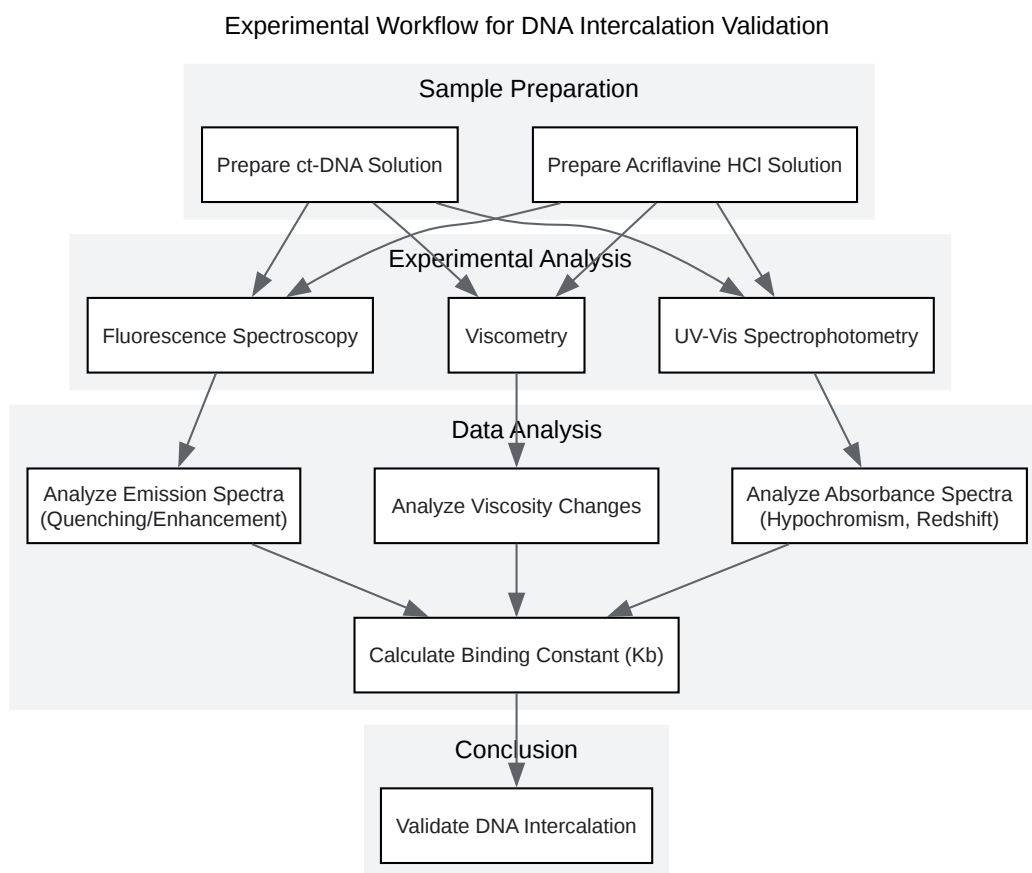 Experimental Workflow for DNA Intercalation Validation
Sample Preparation
Prepare ct-DNA Solution
Prepare Acriflavine HCl Solution
Experimental Analysis
Fluorescence Spectroscopy
Viscometry
UV-Vis Spectrophotometry
Data Analysis
Analyze Emission Spectra
(Quenching/Enhancement)
Analyze Viscosity Changes
Analyze Absorbance Spectra
(Hypochromism, Redshift)
Calculate Binding Constant (Kb)
Conclusion
Validate DNA Intercalation